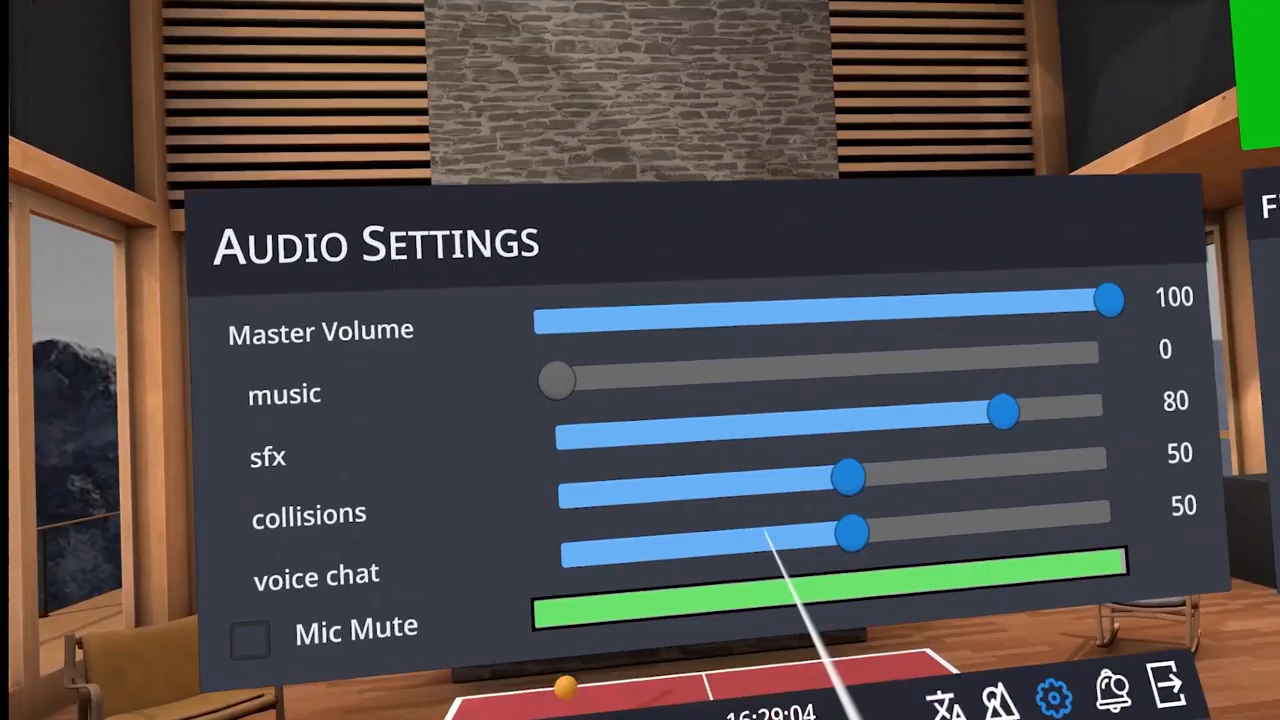 Audio Settings
Master Volume 100
music 0
sfx 80
collisions 50
voice chat 50
Mic Mute
16:29:04